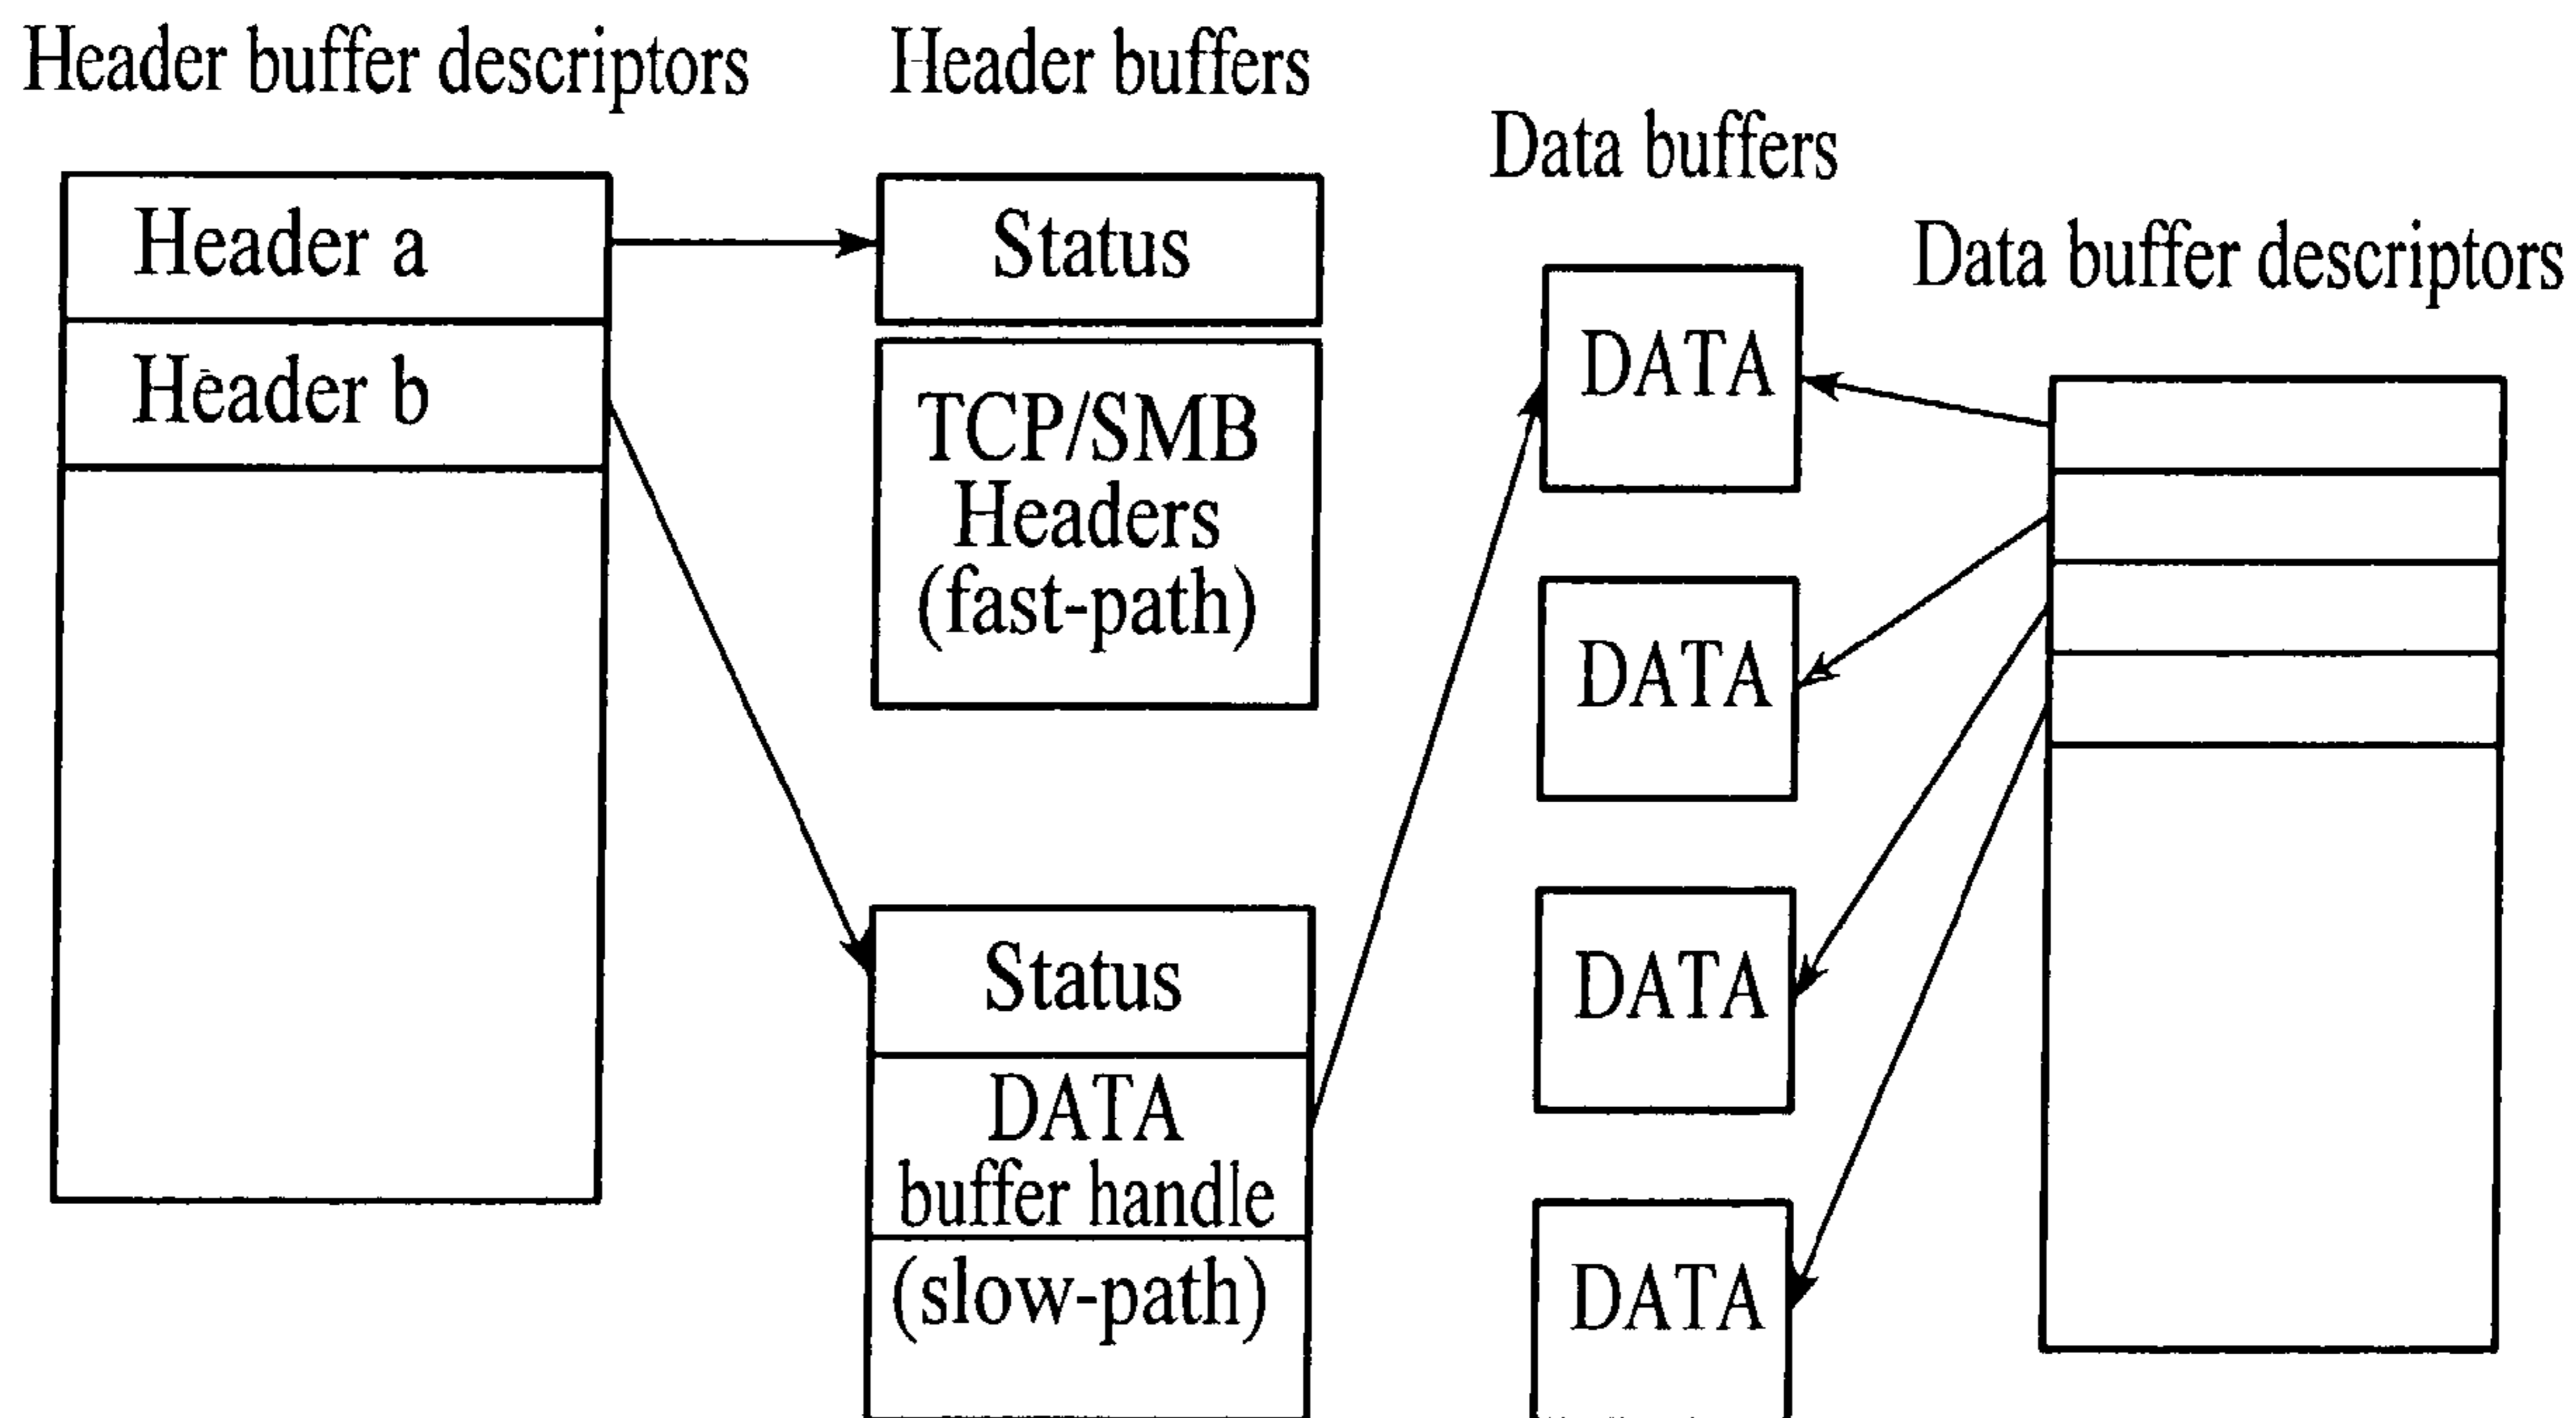 Header buffer descriptors
Header a
Header b
Header buffers
Status
TCP/SMB
Headers
(fast-path)
Status
DATA
buffer handle
(slow-path)
Data buffers
DATA
DATA
DATA
DATA
Data buffer descriptors